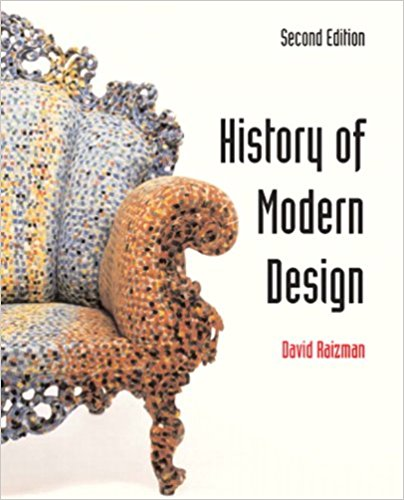 Second Edition
History of
Modern
Design
David Raizman